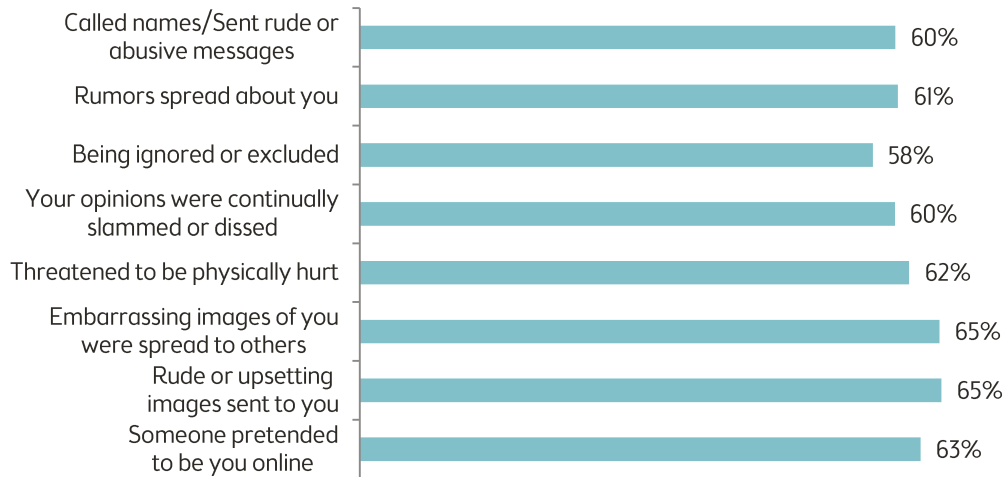 Called names/Sent rude or
abusive messages
60%
Rumors spread about you
61%
Being ignored or excluded
58%
Your opinions were continually
slammed or dissed
60%
Threatened to be physically hurt
62%
Embarrassing images of you
were spread to others
65%
Rude or upsetting
images sent to you
65%
Someone pretended
to be you online
63%